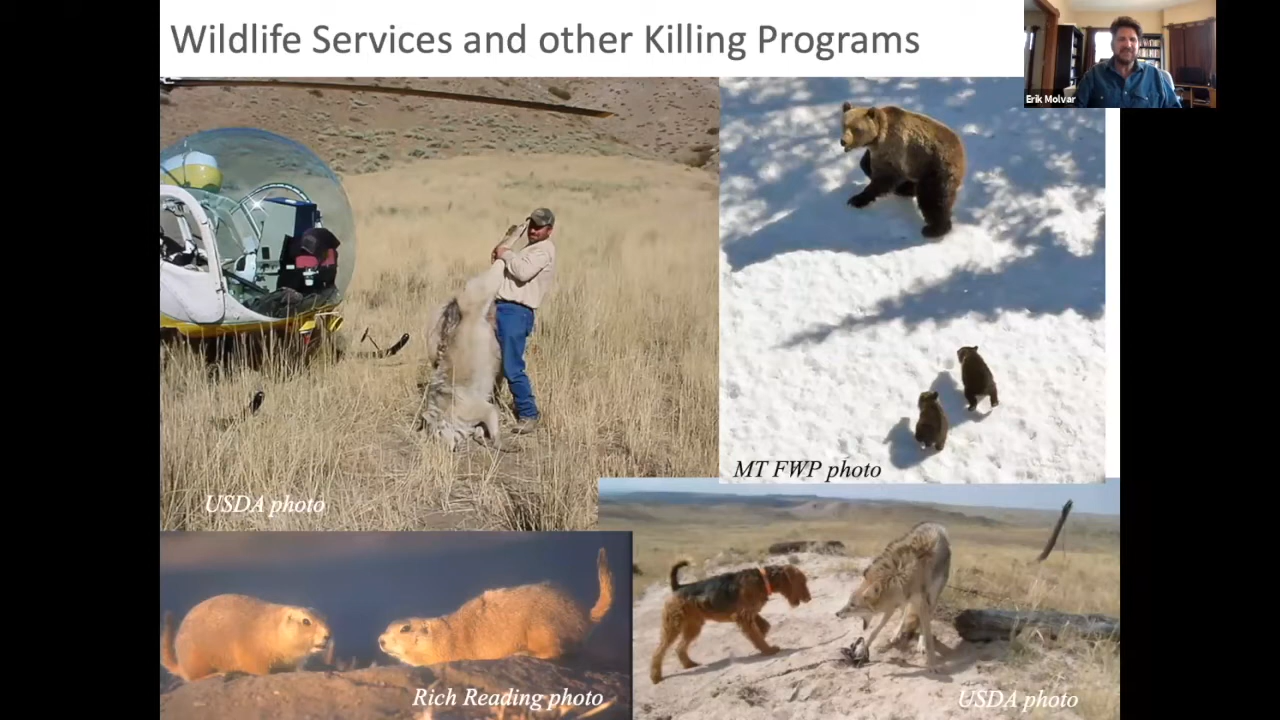 Wildlife Services and other Killing Programs
Erik Molvar
MT FWP photo
USDA photo
Rich Reading photo
USDA photo